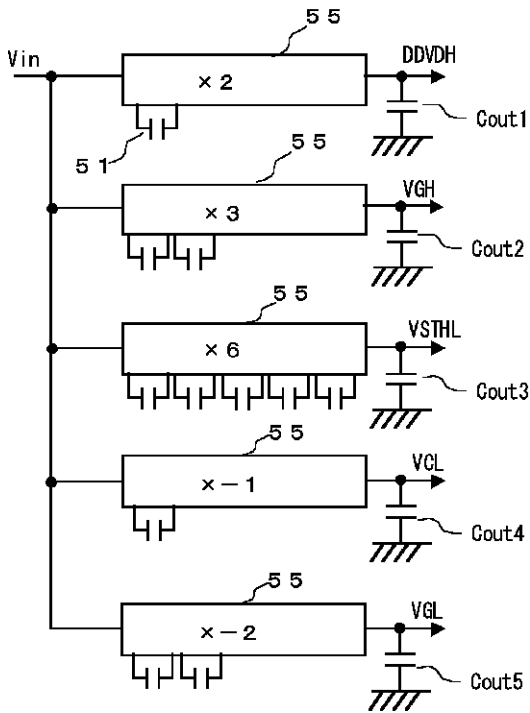 55
Vin
DDVDH
×2
Cout1
51
55
VGH
×3
Cout2
55
VSTHL
×6
Cout3
55
VCL
×-1
Cout4
55
VGL
×-2
Cout5